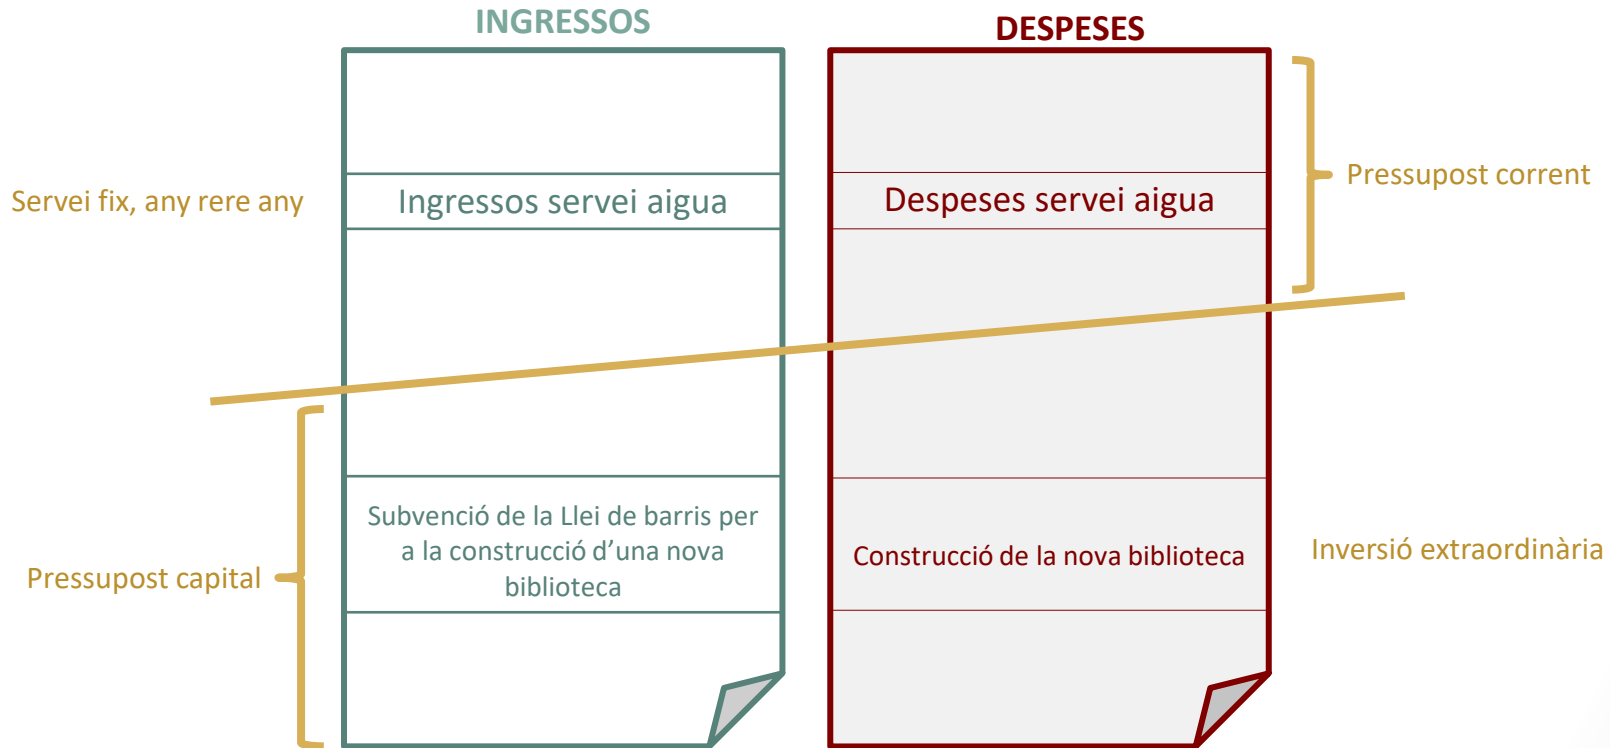 INGRESSOS
DESPESES
Servei fix, any rere any
Ingressos servei aigua
Despeses servei aigua
Pressupost corrent
Pressupost capital
Subvenció de la Llei de barris per
a la construcció d’una nova
biblioteca
Construcció de la nova biblioteca
Inversió extraordinària